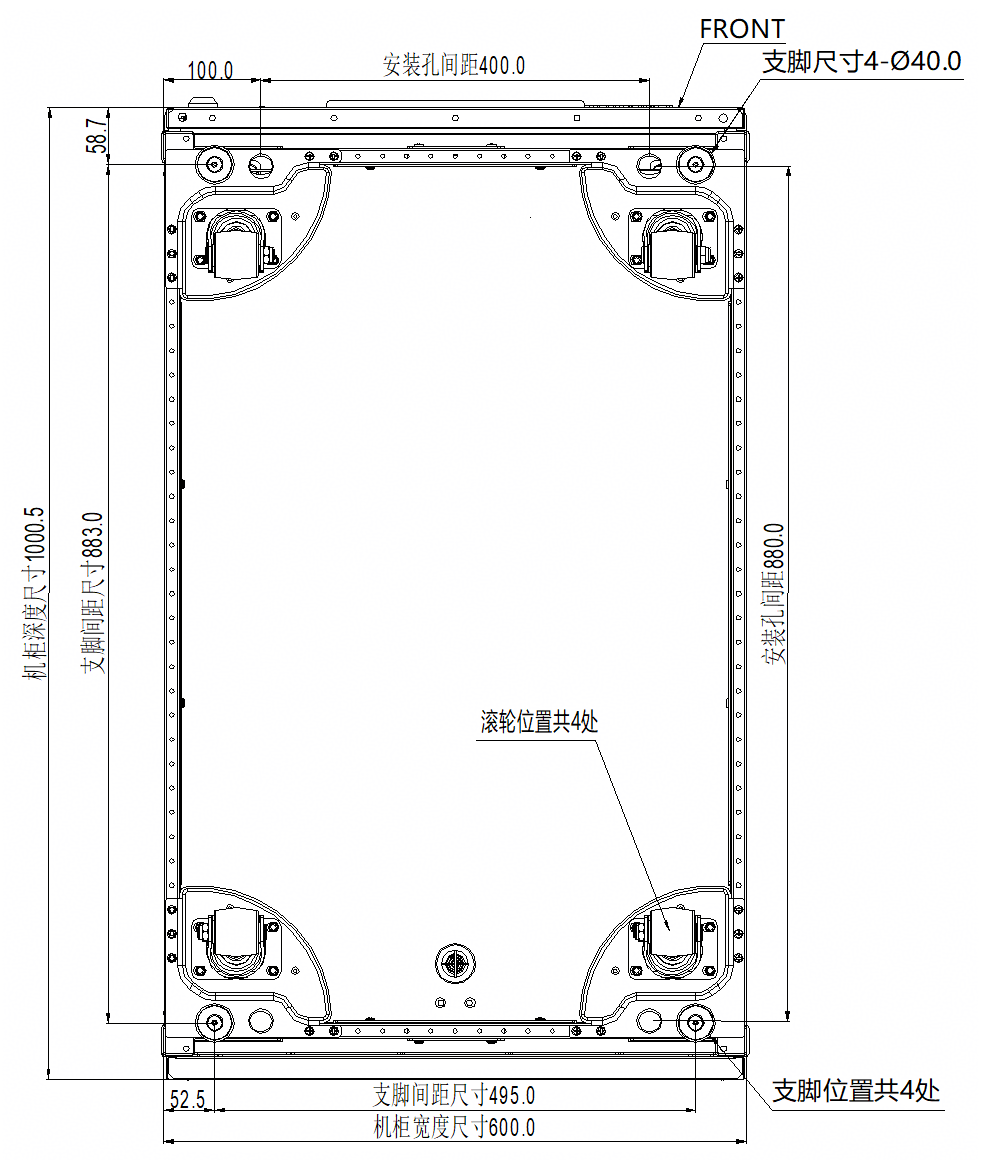 FRONT
支脚尺寸4-Ø40.0
安装孔间距400.0
100.0
58.7
机柜深度尺寸1000.5
支脚间距尺寸883.0
安装孔间距880.0
滚轮位置共4处
支脚位置共4处
52.5
支脚间距尺寸495.0
机柜宽度尺寸600.0